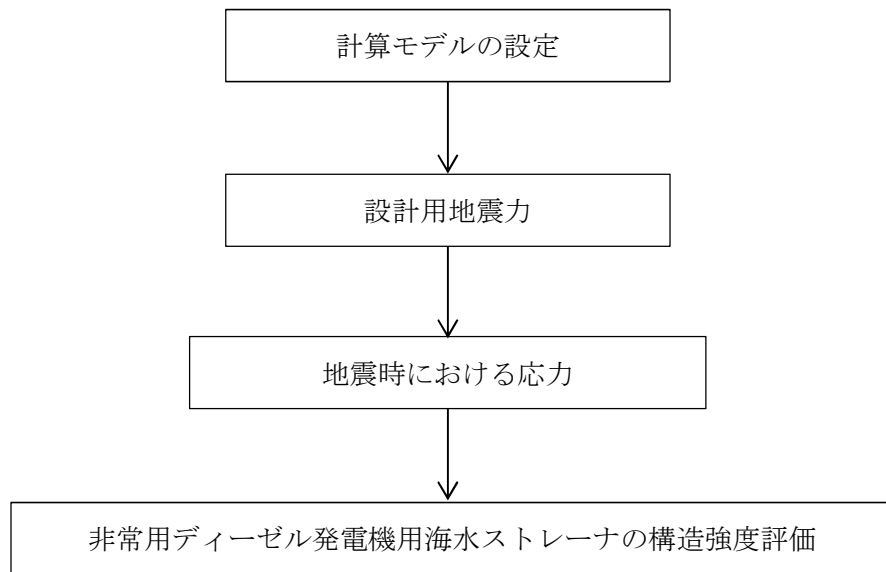 計算モデルの設定
設計用地震力
地震時における応力
非常用ディーゼル発電機用海水ストレーナの構造強度評価